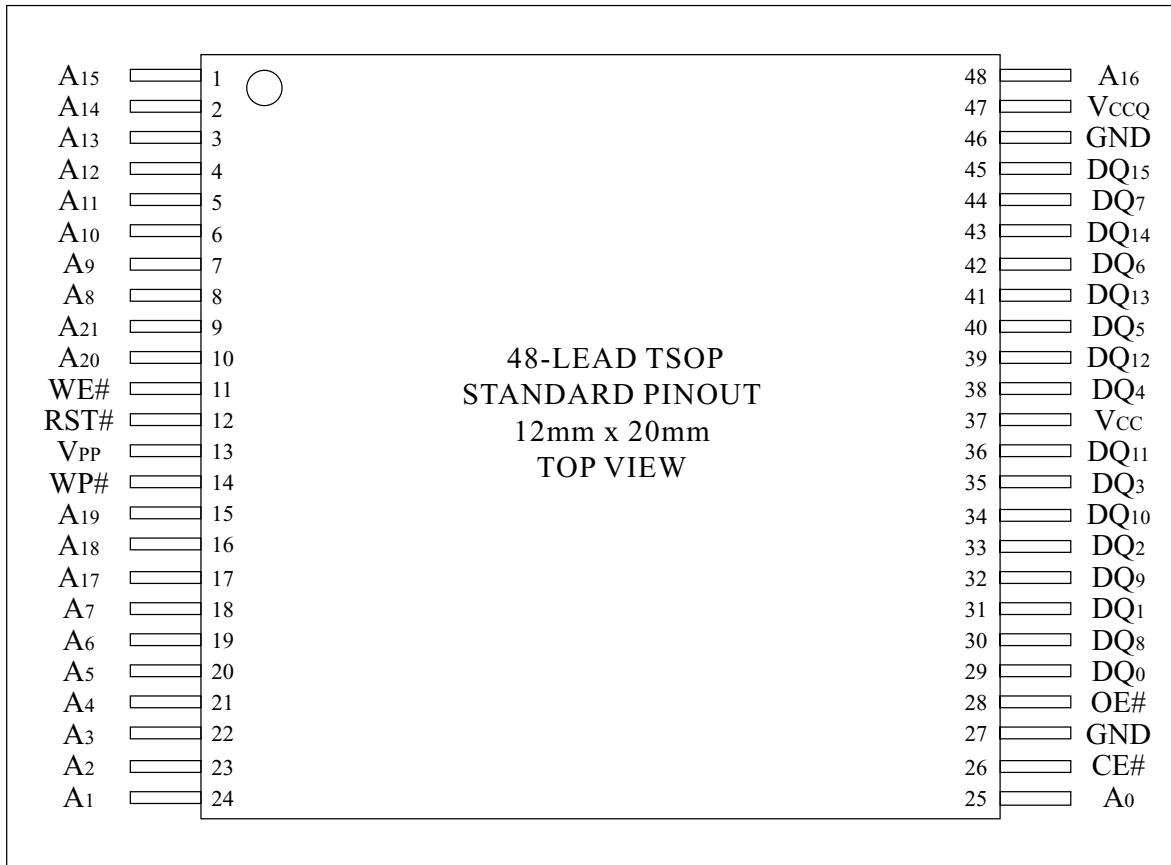 A15 1 48 A16
A14 2 47 VCCQ
A13 3 46 GND
A12 4 45 DQ15
A11 5 44 DQ7
A10 6 43 DQ14
A9 7 42 DQ6
A8 8 41 DQ13
A21 9 40 DQ5
A20 10 39 DQ12
WE# 11 38 DQ4
RST# 12 37 VCC
VPP 13 36 DQ11
WP# 14 35 DQ3
A19 15 34 DQ10
A18 16 33 DQ2
A17 17 32 DQ9
A7 18 31 DQ1
A6 19 30 DQ8
A5 20 29 DQ0
A4 21 28 OE#
A3 22 27 GND
A2 23 26 CE#
A1 24 25 A0
48-LEAD TSOP
STANDARD PINOUT
12mm x 20mm
TOP VIEW